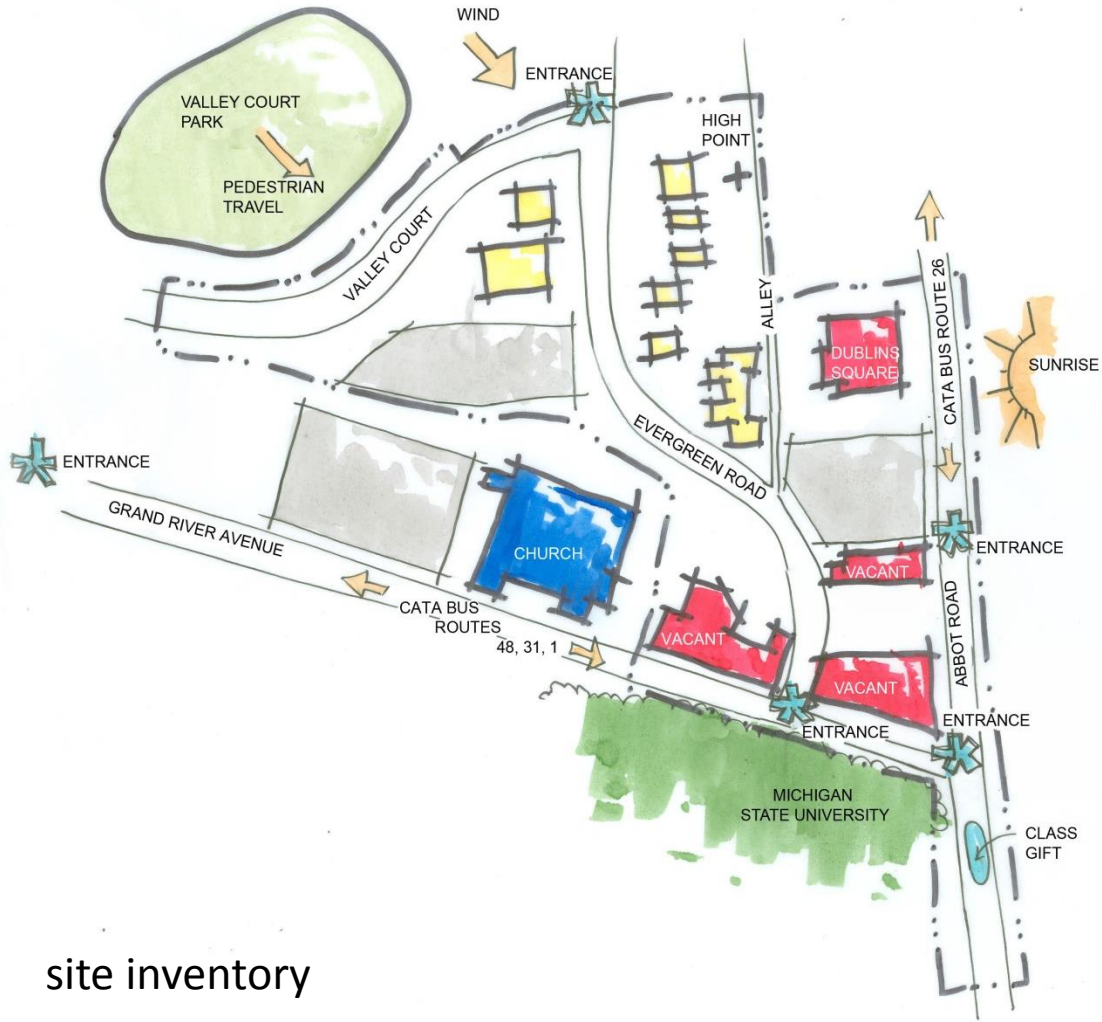 WIND
ENTRANCE
VALLEY COURT
PARK
HIGH
POINT
PEDESTRIAN
TRAVEL
VALLEY COURT
ALLEY
CATA BUS ROUTE 26
DUBLINS
SQUARE
SUNRISE
EVERGREEN ROAD
ENTRANCE
GRAND RIVER AVENUE
CHURCH
ENTRANCE
VACANT
CATA BUS
ROUTES
48, 31, 1
VACANT
ABBOT ROAD
VACANT
ENTRANCE
ENTRANCE
MICHIGAN
STATE UNIVERSITY
CLASS
GIFT
site inventory